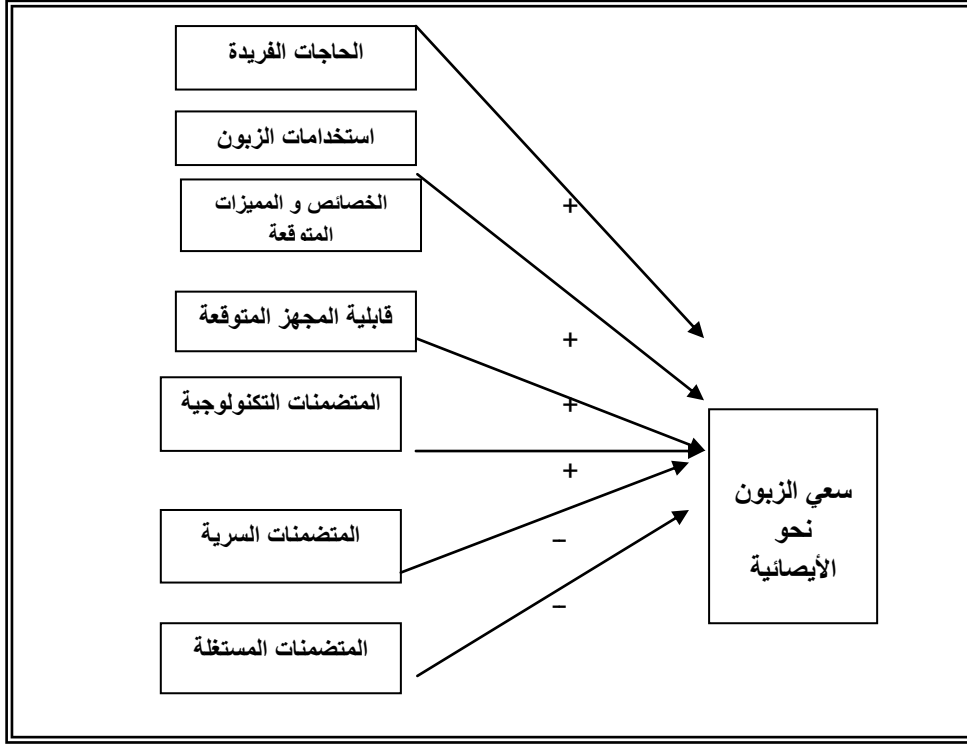 الحاجات الفريدة
استخدامات الزبون
الخصائص و المميزات
المتوقعة
+
قابلية المجهز المتوقعة
+
المتضمنات التكنولوجية
+
+
سعي الزبون
نحو
الأيصائية
المتضمنات السرية
–
–
المتضمنات المستغلة